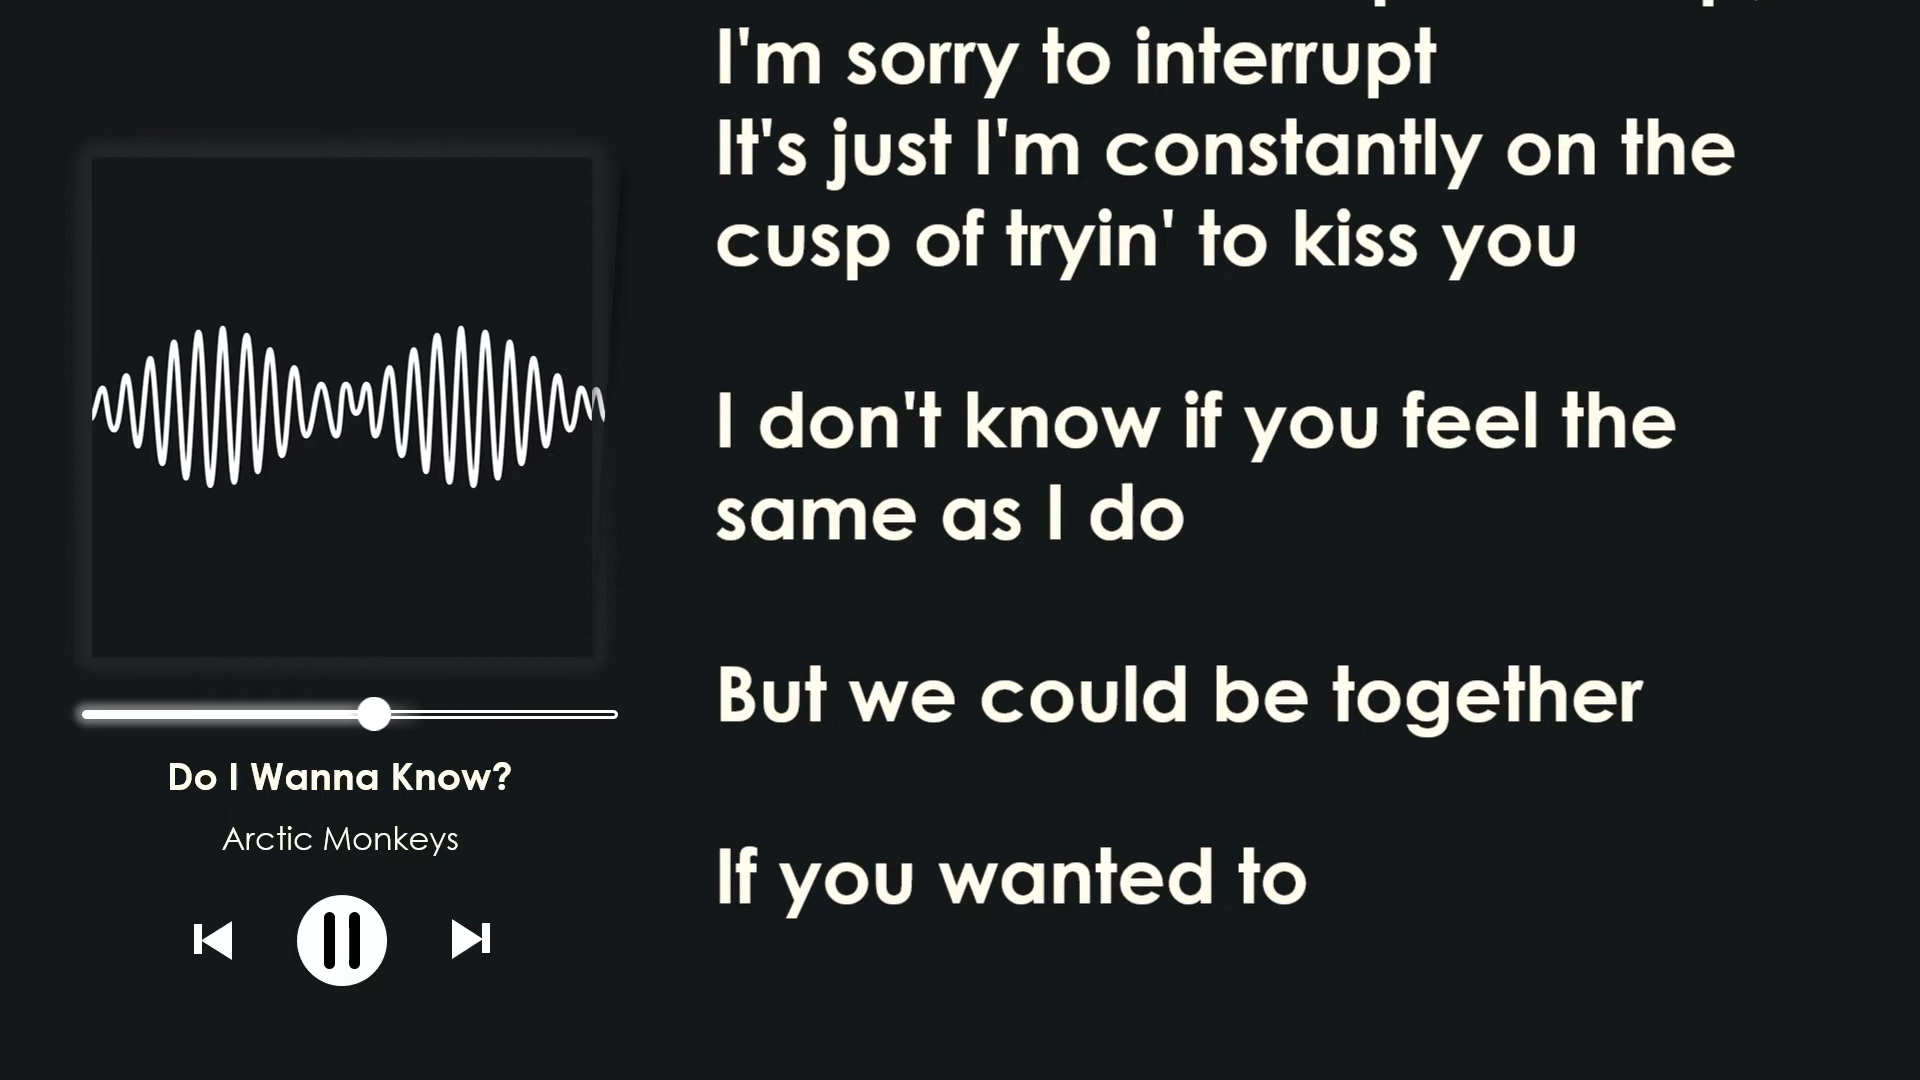 I'm sorry to interrupt
It's just I'm constantly on the
cusp of tryin' to kiss you
I don't know if you feel the
same as I do
But we could be together
If you wanted to
Do I Wanna Know?
Arctic Monkeys